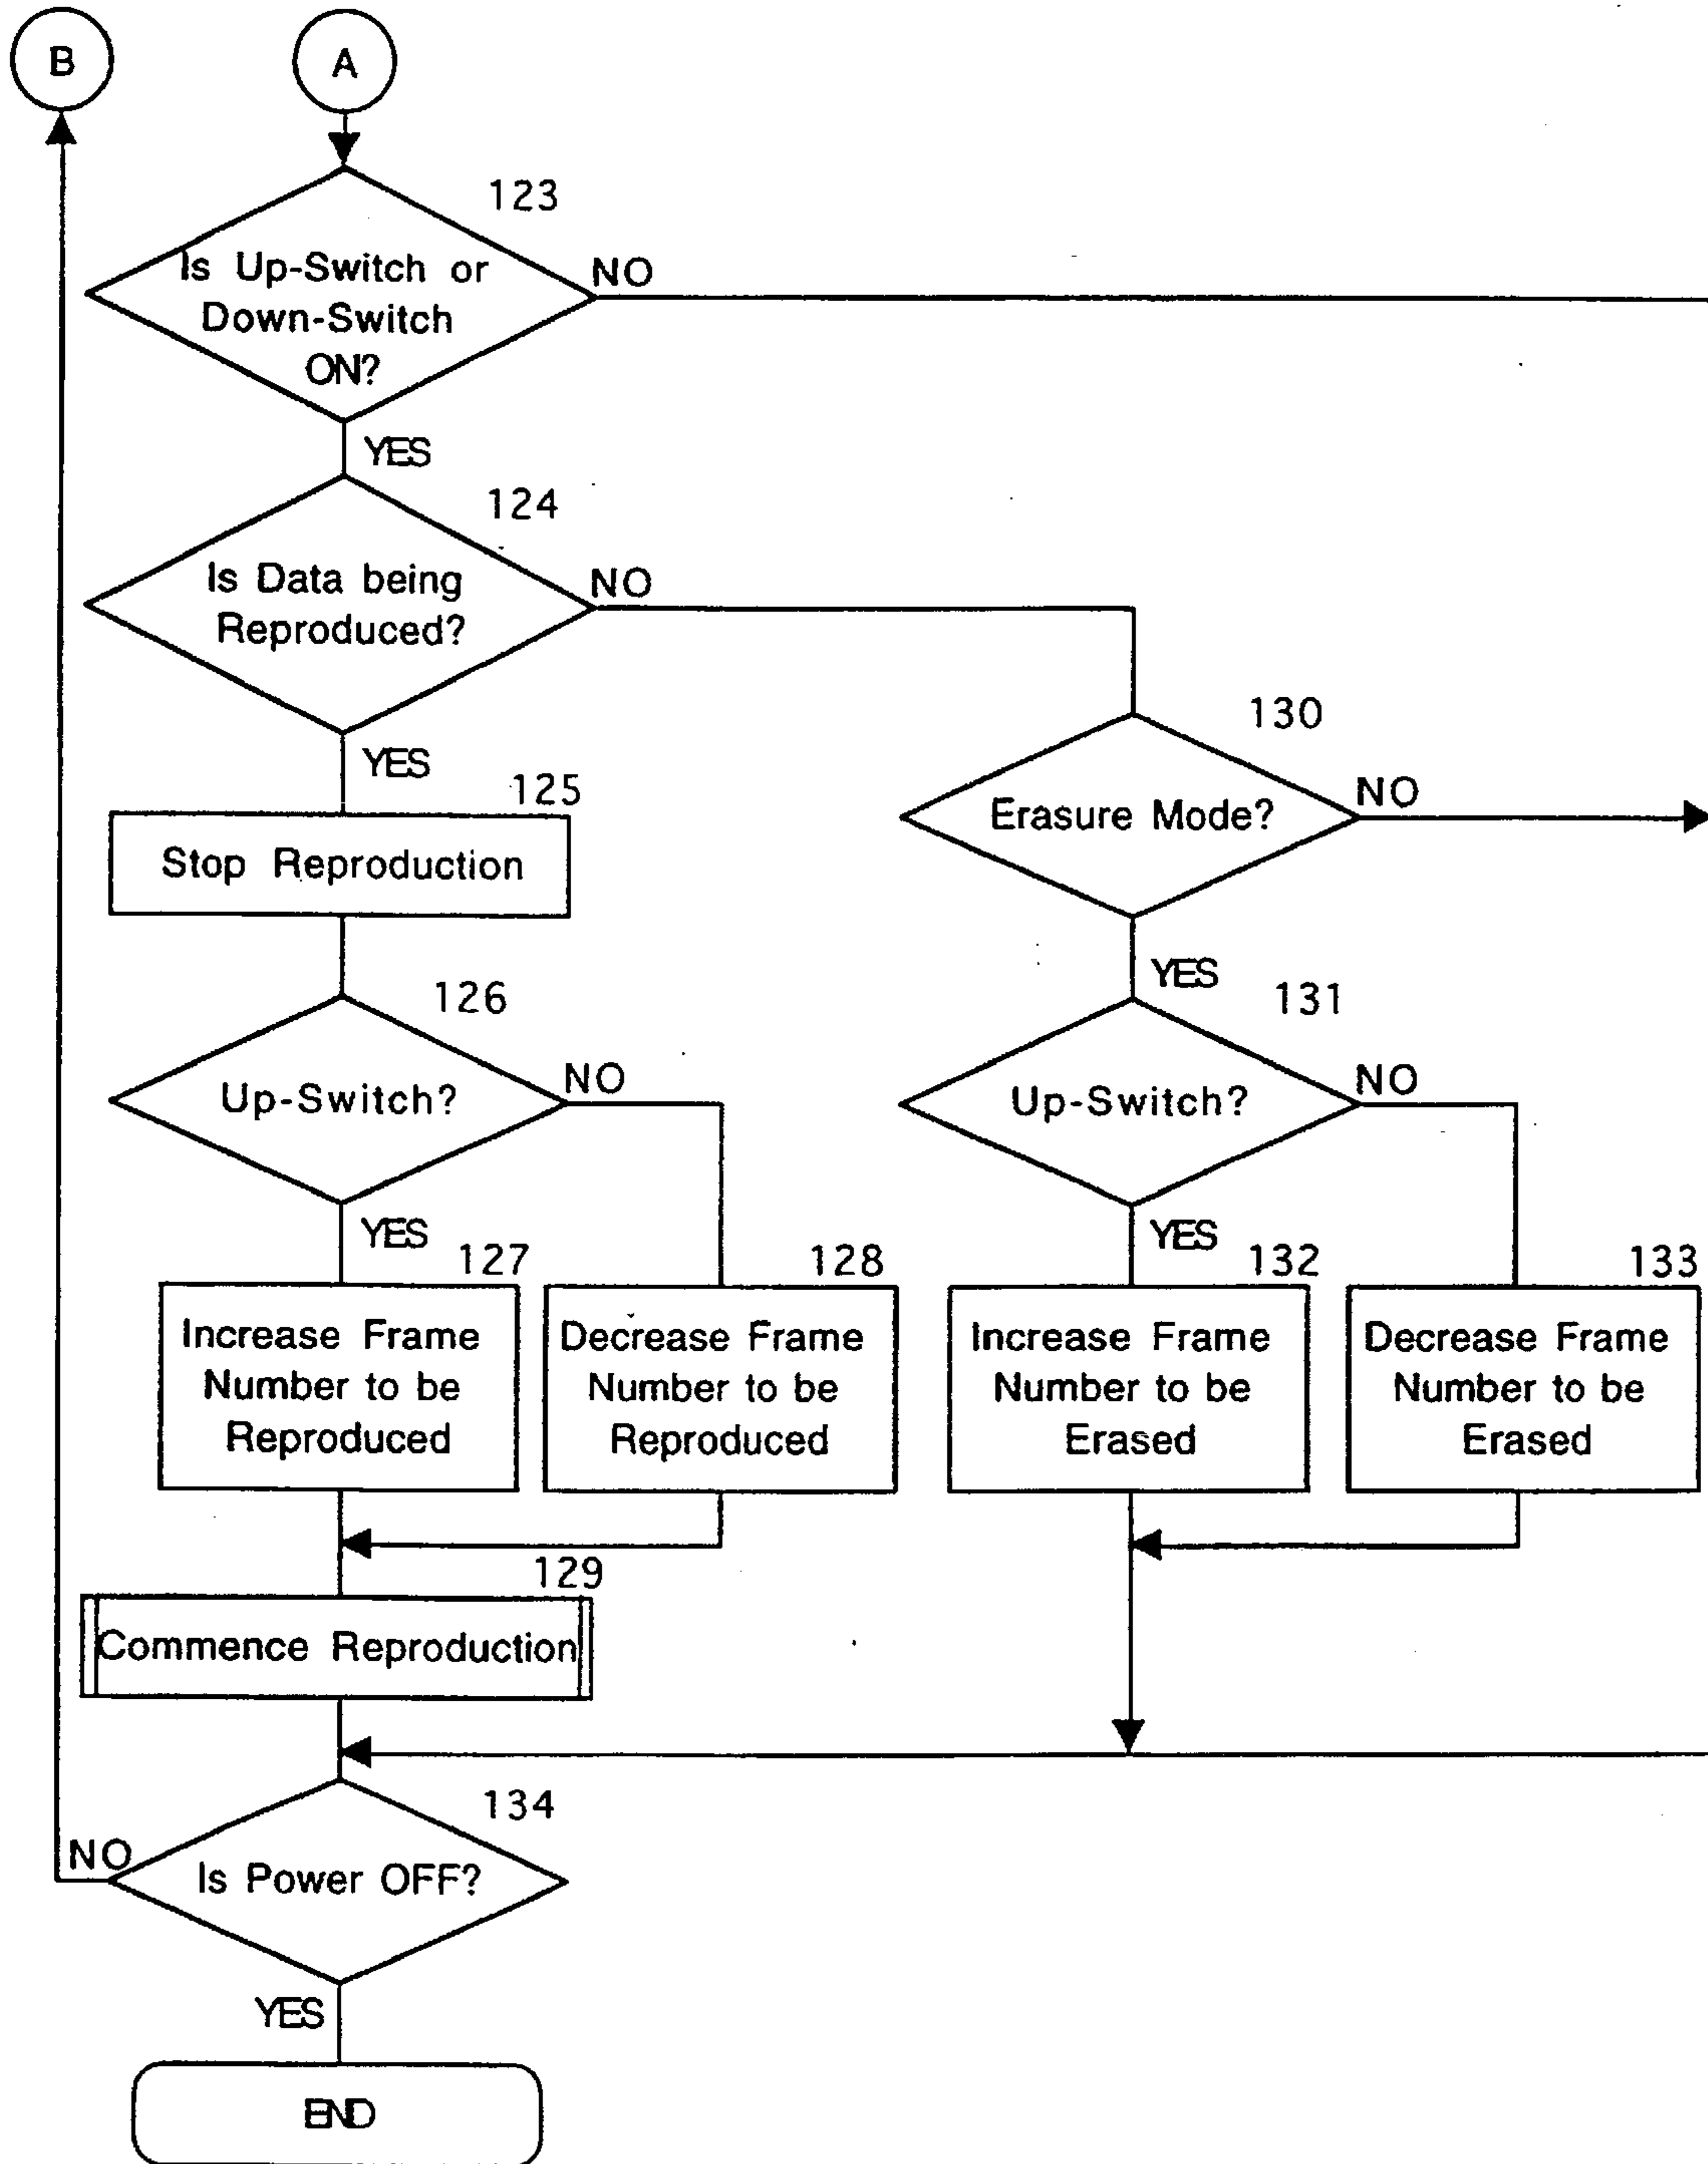 B
A
123
Is Up-Switch or
Down-Switch
ON?
NO
YES
124
Is Data being
Reproduced?
NO
YES
125
Stop Reproduction
130
Erasure Mode?
NO
YES
126
Up-Switch?
NO
YES
131
Up-Switch?
NO
YES
127
Increase Frame
Number to be
Reproduced
128
Decrease Frame
Number to be
Reproduced
132
Increase Frame
Number to be
Erased
133
Decrease Frame
Number to be
Erased
129
Commence Reproduction
134
Is Power OFF?
NO
YES
END